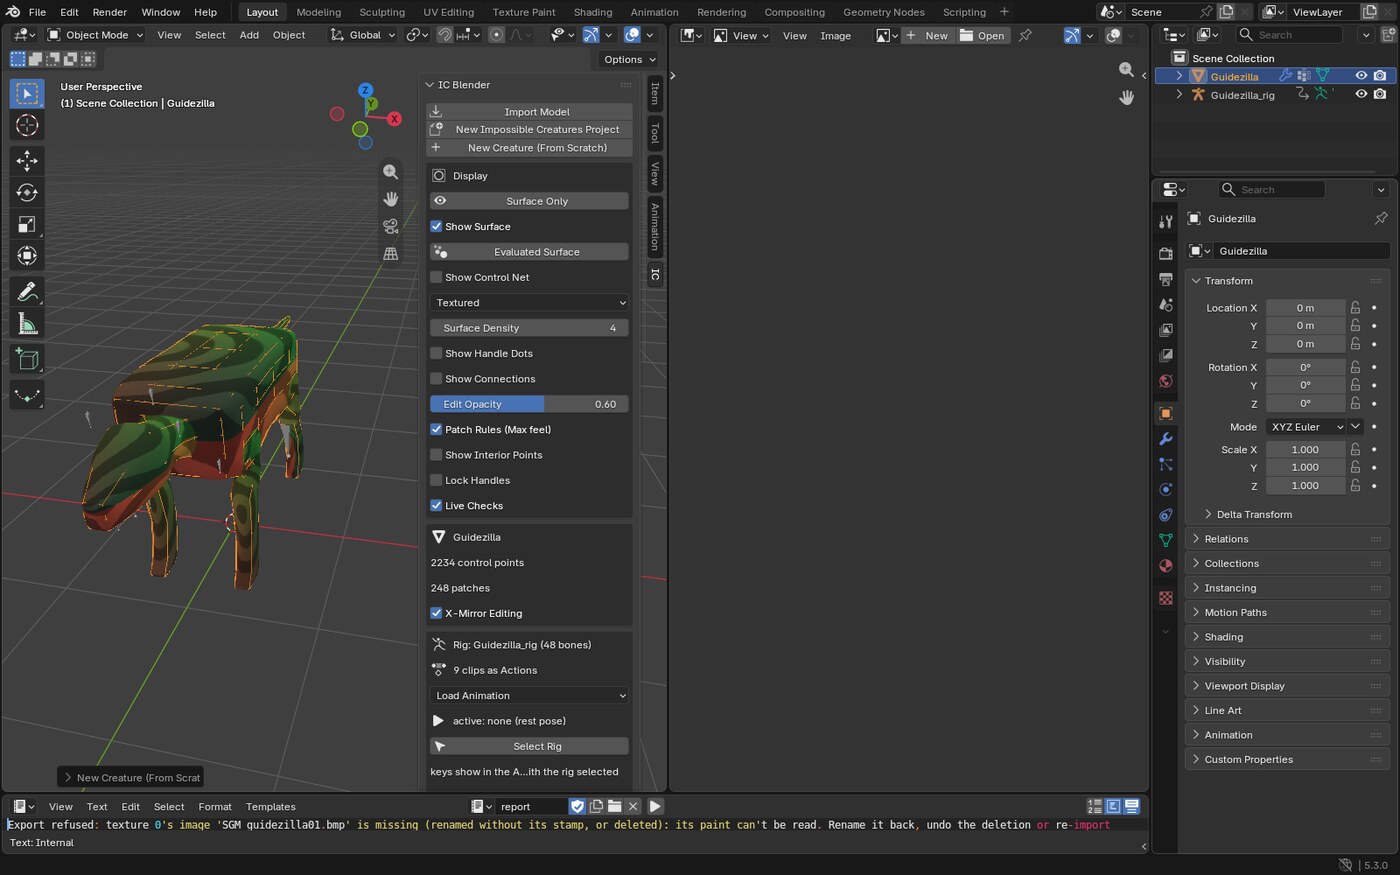 File Edit Render Window Help Layout Modeling Sculpting UV Editing Texture Paint Shading Animation Rendering Compositing Geometry Nodes Scripting Scene ViewLayer
Object Mode View Select Add Object Global
View View Image New Open
Search
Options
User Perspective
(1) Scene Collection | Guidezilla
Z
Y
X
IC Blender
Import Model
New Impossible Creatures Project
New Creature (From Scratch)
Display
Surface Only
Show Surface
Evaluated Surface
Show Control Net
Textured
Surface Density 4
Show Handle Dots
Show Connections
Edit Opacity 0.60
Patch Rules (Max feel)
Show Interior Points
Lock Handles
Live Checks
Guidezilla
2234 control points
248 patches
X-Mirror Editing
Rig: Guidezilla_rig (48 bones)
9 clips as Actions
Load Animation
active: none (rest pose)
Select Rig
keys show in the A...ith the rig selected
Item
Tool
View
Animation
IC
New Creature (From Scrat
Scene Collection
Guidezilla
Guidezilla_rig
Search
Guidezilla
Guidezilla
Transform
Location X 0 m
Y 0 m
Z 0 m
Rotation X 0°
Y 0°
Z 0°
Mode XYZ Euler
Scale X 1.000
Y 1.000
Z 1.000
Delta Transform
Relations
Collections
Instancing
Motion Paths
Shading
Visibility
Viewport Display
Line Art
Animation
Custom Properties
View Text Edit Select Format Templates report
Export refused: texture 0's image 'SGM guidezilla01.bmp' is missing (renamed without its stamp, or deleted): its paint can't be read. Rename it back, undo the deletion or re-import
Text: Internal
5.3.0